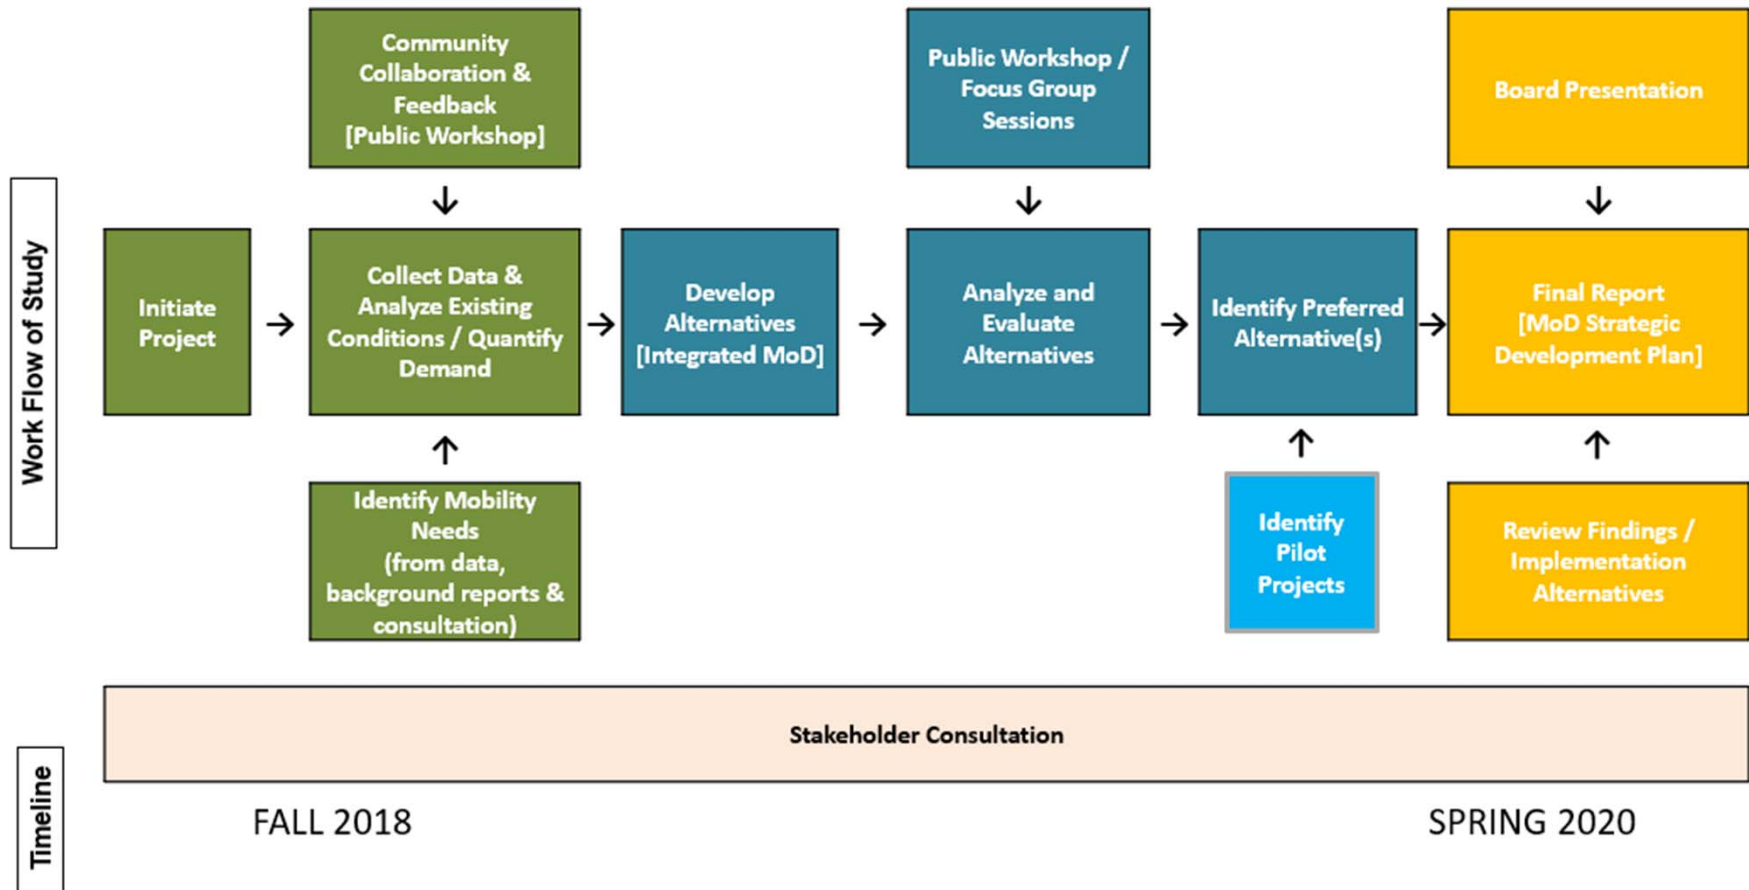 Work Flow of Study
Community
Collaboration &
Feedback
[Public Workshop]
Public Workshop /
Focus Group
Sessions
Board Presentation
Initiate
Project
Collect Data &
Analyze Existing
Conditions / Quantify
Demand
Develop
Alternatives
[Integrated MoD]
Analyze and
Evaluate
Alternatives
Identify Preferred
Alternative(s)
Final Report
[MoD Strategic
Development Plan]
Identify Mobility
Needs
(from data,
background reports &
consultation)
Identify
Pilot
Projects
Review Findings /
Implementation
Alternatives
Stakeholder Consultation
Timeline
FALL 2018
SPRING 2020